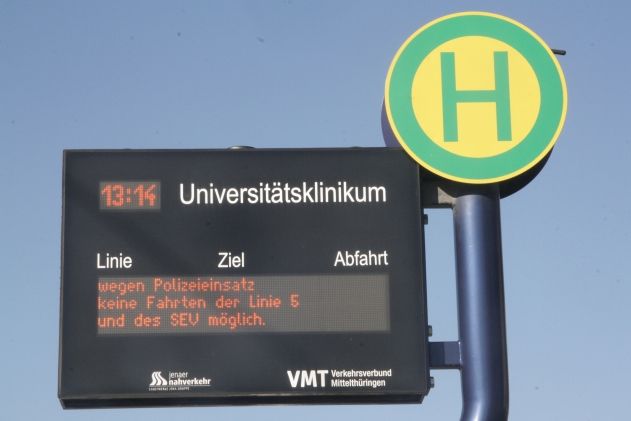 H
13:14 Universitätsklinikum
Linie Ziel Abfahrt
wegen Polizeieinsatz
keine Fahrten der Linie 5
und des SEV möglich.
jenaer
nahverkehr
VMT Verkehrsverbund
Mittelthüringen